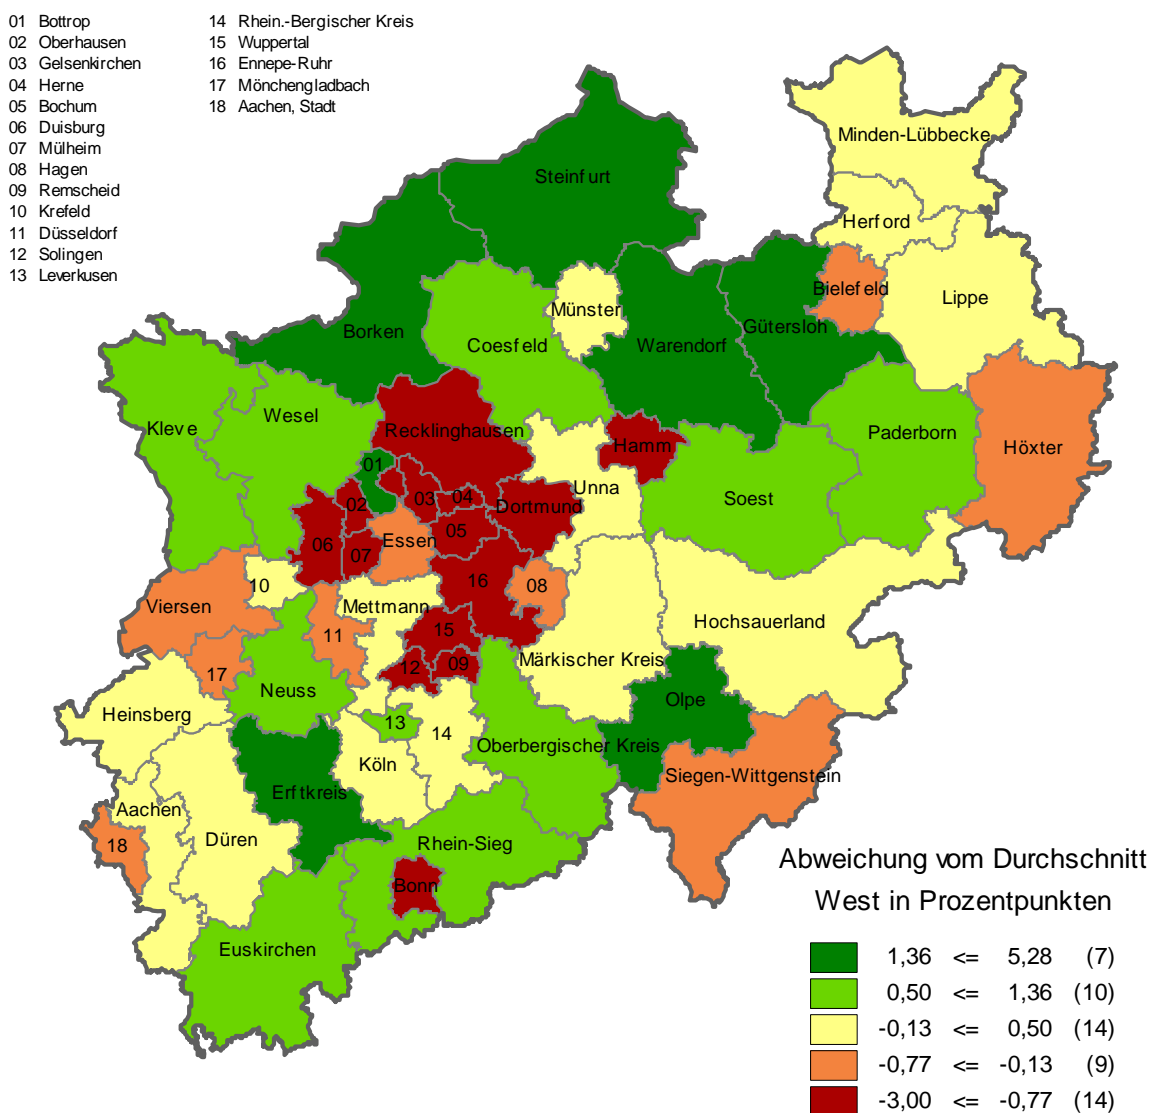 01 Bottrop
02 Oberhausen
03 Gelsenkirchen
04 Herne
05 Bochum
06 Duisburg
07 Mülheim
08 Hagen
09 Remscheid
10 Krefeld
11 Düsseldorf
12 Solingen
13 Leverkusen
14 Rhein.-Bergischer Kreis
15 Wuppertal
16 Ennepe-Ruhr
17 Mönchengladbach
18 Aachen, Stadt
Minden-Lübbecke
Steinfurt
Herford
Bielefeld
Lippe
Münster
Gütersloh
Borken
Coesfeld
Warendorf
Wesel
Kleve
Recklinghausen
Paderborn
Hamm
Höxter
01
Unna
Soest
02
03
04
Dortmund
05
Essen
06
07
16
08
10
Viersen
Mettmann
Hochsauerland
11
15
Märkischer Kreis
12
09
17
Neuss
Olpe
Heinsberg
13
14
Oberbergischer Kreis
Köln
Siegen-Wittgenstein
Erftkreis
Aachen
Düren
18
Rhein-Sieg
Bonn
Euskirchen
Abweichung vom Durchschnitt
West in Prozentpunkten
1,36 <= 5,28 (7)
0,50 <= 1,36 (10)
-0,13 <= 0,50 (14)
-0,77 <= -0,13 (9)
-3,00 <= -0,77 (14)